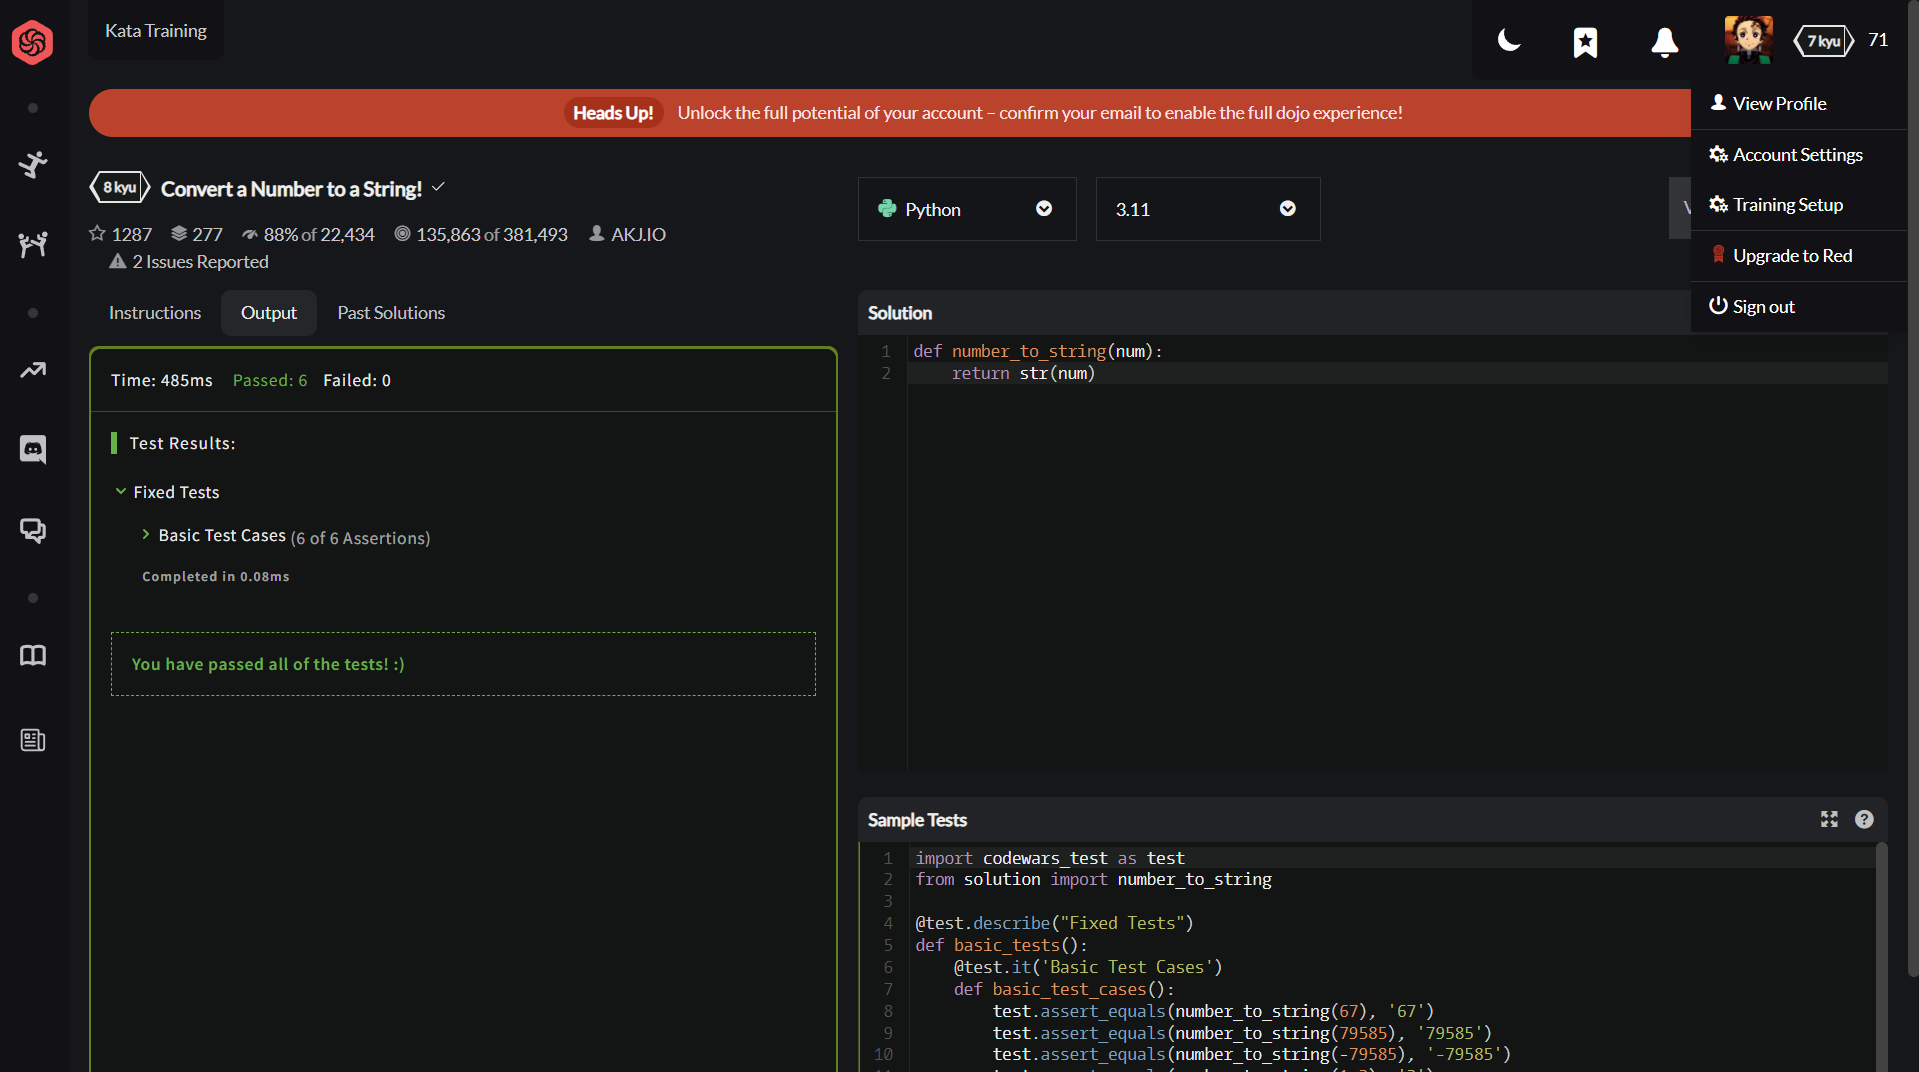 Kata Training
7 kyu
71
Heads Up! Unlock the full potential of your account – confirm your email to enable the full dojo experience!
View Profile
Account Settings
Training Setup
Upgrade to Red
Sign out
8 kyu
Convert a Number to a String!
1287 277 88% of 22,434 135,863 of 381,493 AKJ.IO
2 Issues Reported
Python
3.11
Instructions
Output
Past Solutions
Time: 485ms Passed: 6 Failed: 0
Test Results:
Fixed Tests
Basic Test Cases (6 of 6 Assertions)
Completed in 0.08ms
You have passed all of the tests! :)
Solution
1 def number_to_string(num):
2     return str(num)
Sample Tests
1 import codewars_test as test
2 from solution import number_to_string
3
4 @test.describe("Fixed Tests")
5 def basic_tests():
6     @test.it('Basic Test Cases')
7     def basic_test_cases():
8         test.assert_equals(number_to_string(67), '67')
9         test.assert_equals(number_to_string(79585), '79585')
10         test.assert_equals(number_to_string(-79585), '-79585')